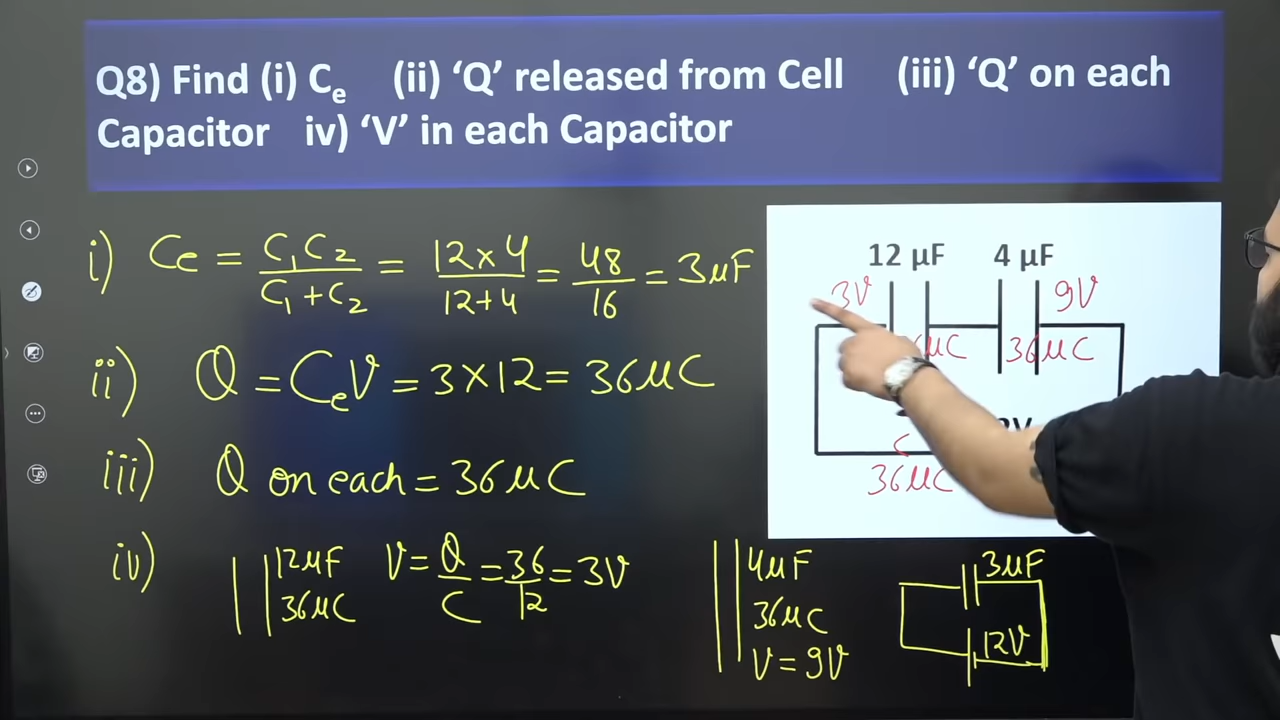 Q8) Find (i) Ce (ii) ‘Q’ released from Cell (iii) ‘Q’ on each
Capacitor iv) ‘V’ in each Capacitor
i) Ce = C₁C₂/C₁+C₂ = 12×4/12+4 = 48/16 = 3μF
ii) Q = CeV = 3×12 = 36μC
iii) Q on each = 36μC
iv) 12μF V = Q/C = 36/12 = 3V
36μC
4μF
36μC
V = 9V
3μF
12V
12 μF 4 μF
3V 9V
μC 36μC
36μC